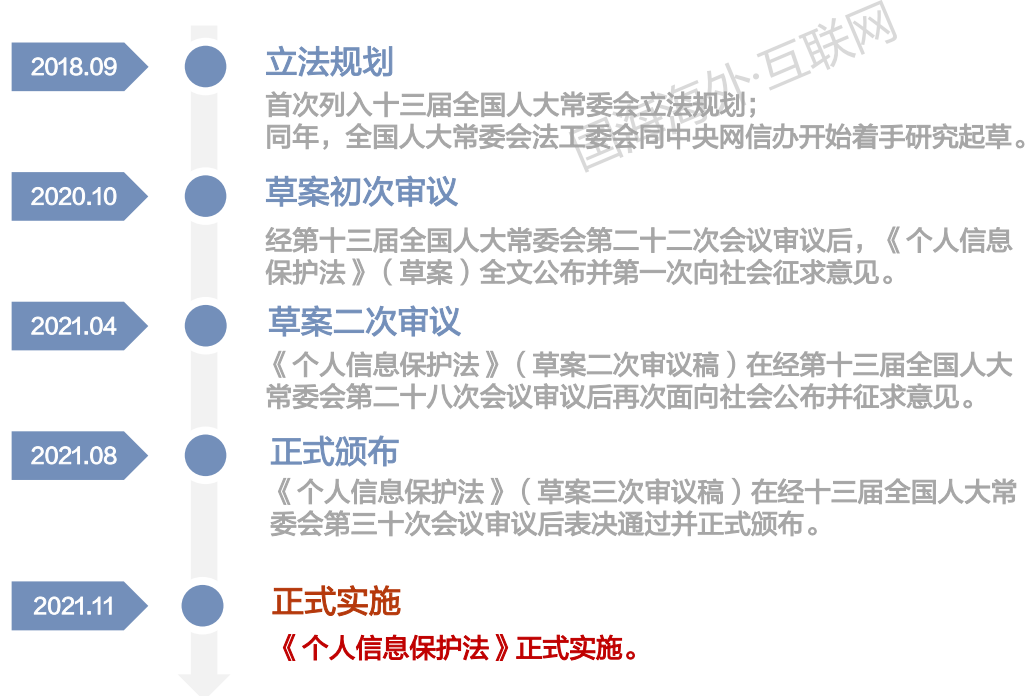 国海海外·互联网
2018.09
立法规划
首次列入十三届全国人大常委会立法规划；
同年，全国人大常委会法工委会同中央网信办开始着手研究起草。
2020.10
草案初次审议
经第十三届全国人大常委会第二十二次会议审议后，《个人信息
保护法》（草案）全文公布并第一次向社会征求意见。
2021.04
草案二次审议
《个人信息保护法》（草案二次审议稿）在经第十三届全国人大
常委会第二十八次会议审议后再次面向社会公布并征求意见。
2021.08
正式颁布
《个人信息保护法》（草案三次审议稿）在经十三届全国人大常
委会第三十次会议审议后表决通过并正式颁布。
2021.11
正式实施
《个人信息保护法》正式实施。